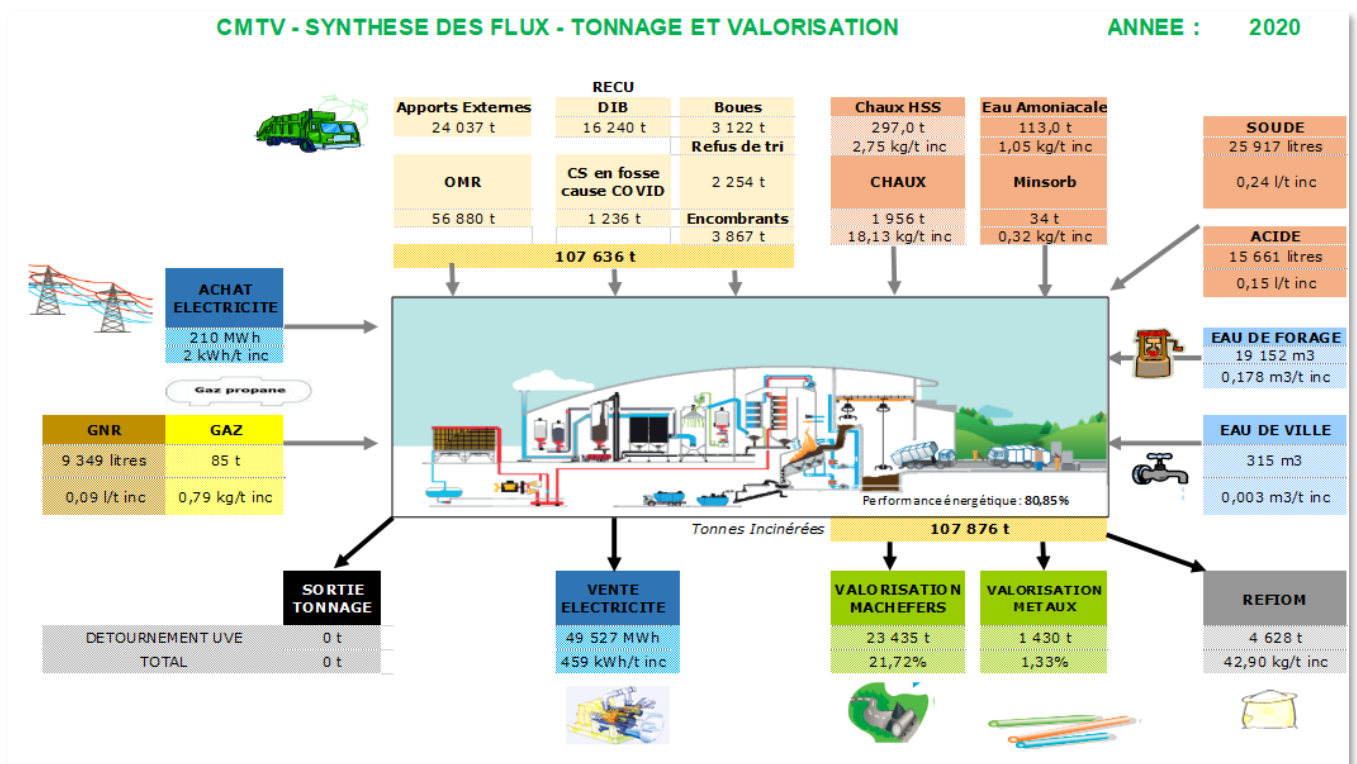 CMTV - SYNTHESE DES FLUX - TONNAGE ET VALORISATION ANNEE : 2020
RECU
Apports Externes DIB Boues Chaux HSS Eau Amoniacale
24 037 t 16 240 t 3 122 t 297,0 t 113,0 t SOUDE
Refus de tri 2,75 kg/t inc 1,05 kg/t inc 25 917 litres
OMR CS en fosse cause COVID 2 254 t CHAUX Minsorb 0,24 l/t inc
56 880 t 1 236 t Encombrants 1 956 t 34 t
3 867 t 18,13 kg/t inc 0,32 kg/t inc ACIDE
107 636 t 15 661 litres
0,15 l/t inc
ACHAT
ELECTRICITE
210 MWh
2 kWh/t inc
EAU DE FORAGE
19 152 m3
0,178 m3/t inc
Gaz propane
GNR GAZ
9 349 litres 85 t
0,09 l/t inc 0,79 kg/t inc
EAU DE VILLE
315 m3
0,003 m3/t inc
Performance énergétique : 80,85%
Tonnes Incinérées 107 876 t
SORTIE TONNAGE
VENTE ELECTRICITE
VALORISATION MACHEFERS
VALORISATION METAUX
REFIOM
DETOURNEMENT UVE 0 t 49 527 MWh 23 435 t 1 430 t 4 628 t
TOTAL 0 t 459 kWh/t inc 21,72% 1,33% 42,90 kg/t inc